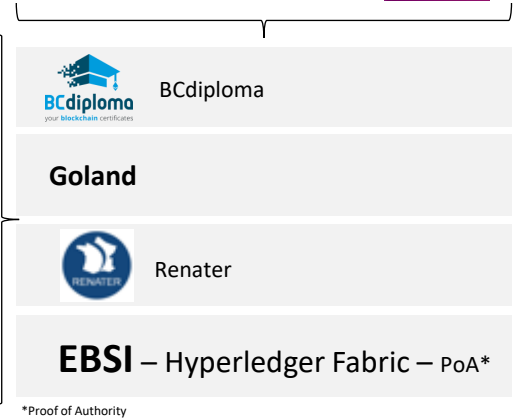 BCdiploma
your blockchain certificates
BCdiploma
Goland
RENATER
Renater
EBSI – Hyperledger Fabric – PoA*
*Proof of Authority